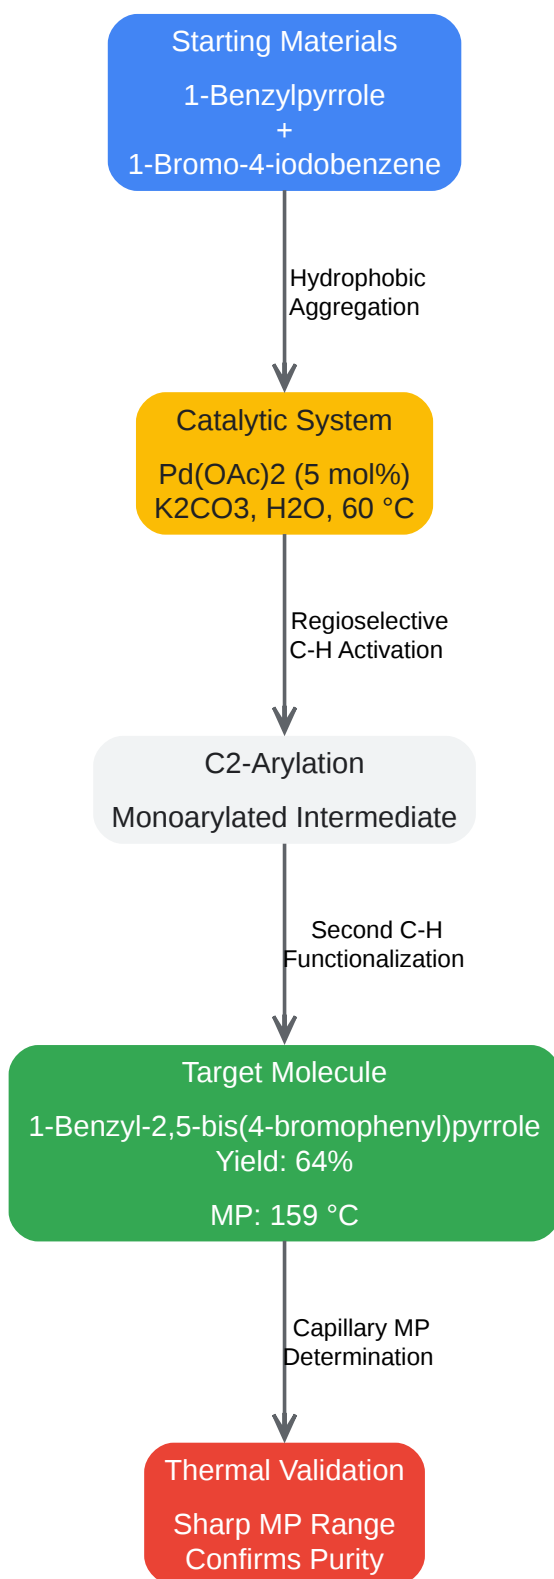 Starting Materials
1-Benzylpyrrole
+
1-Bromo-4-iodobenzene
Hydrophobic
Aggregation
Catalytic System
Pd(OAc)2 (5 mol%)
K2CO3, H2O, 60 °C
Regioselective
C-H Activation
C2-Arylation
Monoarylated Intermediate
Second C-H
Functionalization
Target Molecule
1-Benzyl-2,5-bis(4-bromophenyl)pyrrole
Yield: 64%
MP: 159 °C
Capillary MP
Determination
Thermal Validation
Sharp MP Range
Confirms Purity